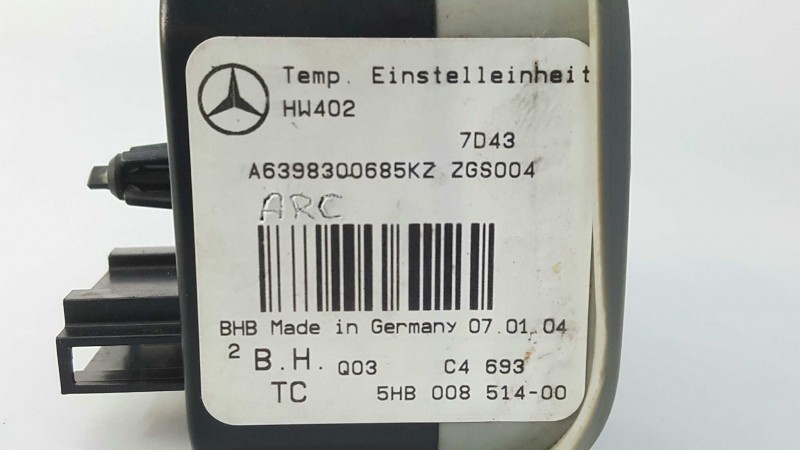 Temp. Einstelleinheit
HW402
7D43
A6398300685KZ ZGS004
ARC
BHB Made in Germany 07.01.04
2 B.H. Q03 C4 693
TC 5HB 008 514-00